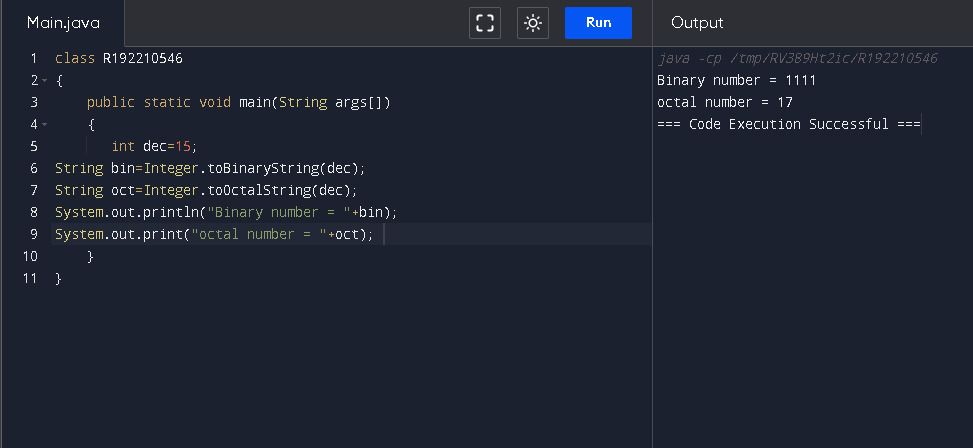 Main.java
Run
Output
1 class R192210546
2 {
3     public static void main(String args[])
4     {
5        int dec=15;
6 String bin=Integer.toBinaryString(dec);
7 String oct=Integer.toOctalString(dec);
8 System.out.println("Binary number = "+bin);
9 System.out.print("octal number = "+oct);
10     }
11 }
java -cp /tmp/RV3B9Ht2ic/R192210546
Binary number = 1111
octal number = 17
=== Code Execution Successful ===